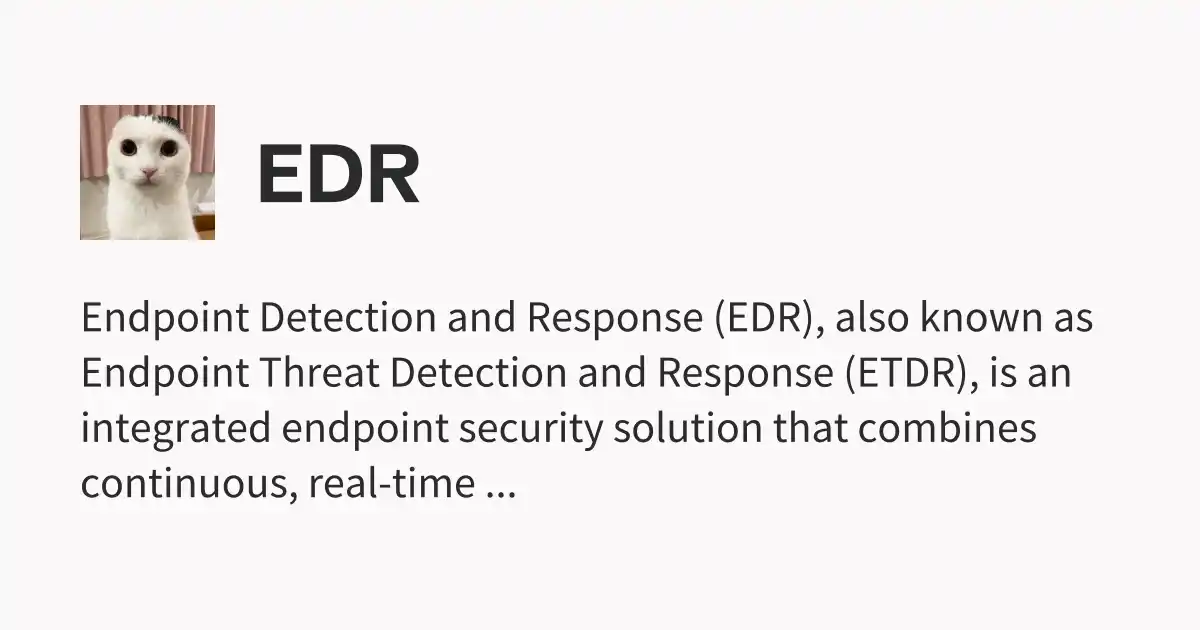 EDR
Endpoint Detection and Response (EDR), also known as
Endpoint Threat Detection and Response (ETDR), is an
integrated endpoint security solution that combines
continuous, real-time ...